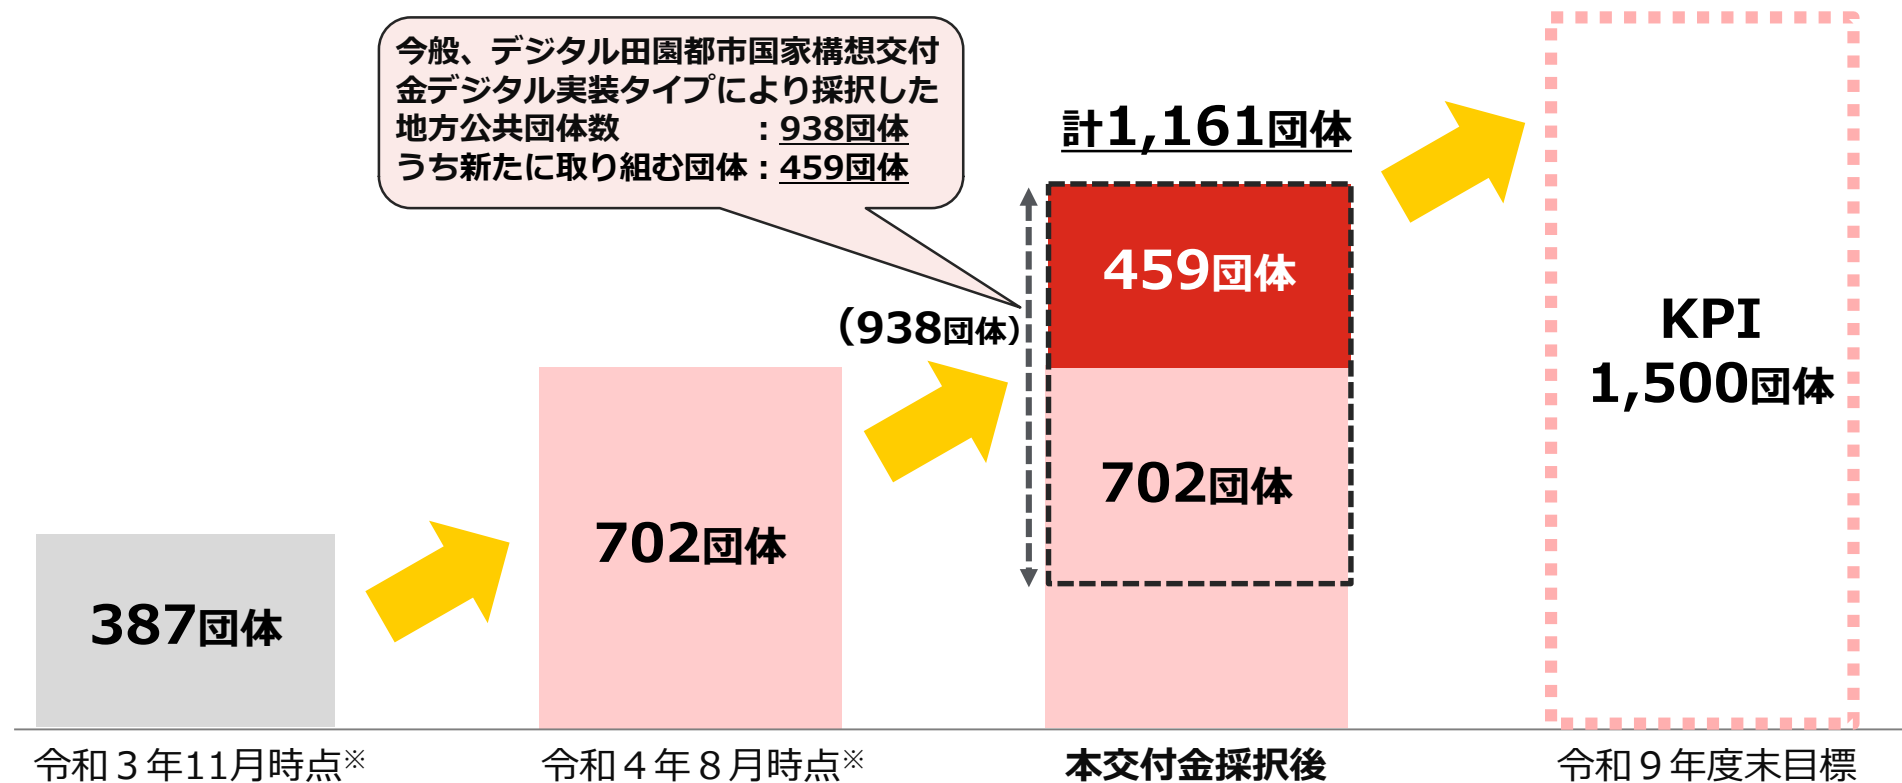 今般、デジタル田園都市国家構想交付
金デジタル実装タイプにより採択した
地方公共団体数　　　　：938団体
うち新たに取り組む団体：459団体
計1,161団体
459団体
（938団体）
KPI
1,500団体
702団体
702団体
387団体
令和３年11月時点※
令和４年８月時点※
本交付金採択後
令和９年度末目標